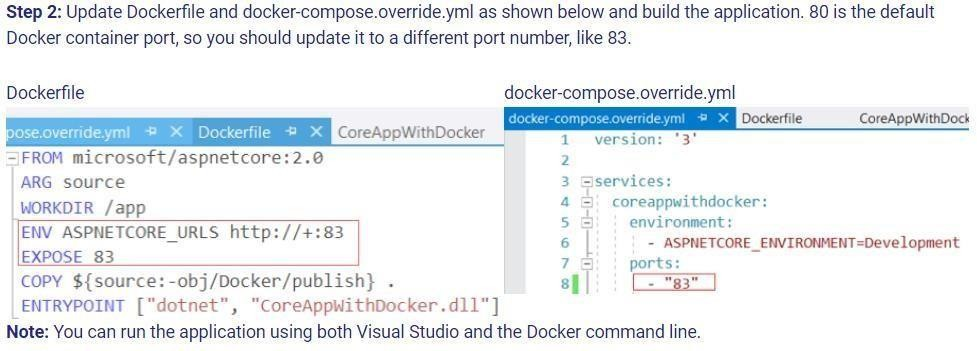 Step 2: Update Dockerfile and docker-compose.override.yml as shown below and build the application. 80 is the default
Docker container port, so you should update it to a different port number, like 83.
Dockerfile
pose.override.yml Dockerfile CoreAppWithDocker
FROM microsoft/aspnetcore:2.0
ARG source
WORKDIR /app
ENV ASPNETCORE_URLS http://+:83
EXPOSE 83
COPY ${source:-obj/Docker/publish} .
ENTRYPOINT ["dotnet", "CoreAppWithDocker.dll"]
docker-compose.override.yml
docker-compose.override.yml Dockerfile CoreAppWithDock
1 version: '3'
2
3 services:
4 coreappwithdocker:
5 environment:
6 - ASPNETCORE_ENVIRONMENT=Development
7 ports:
8 - "83"
Note: You can run the application using both Visual Studio and the Docker command line.